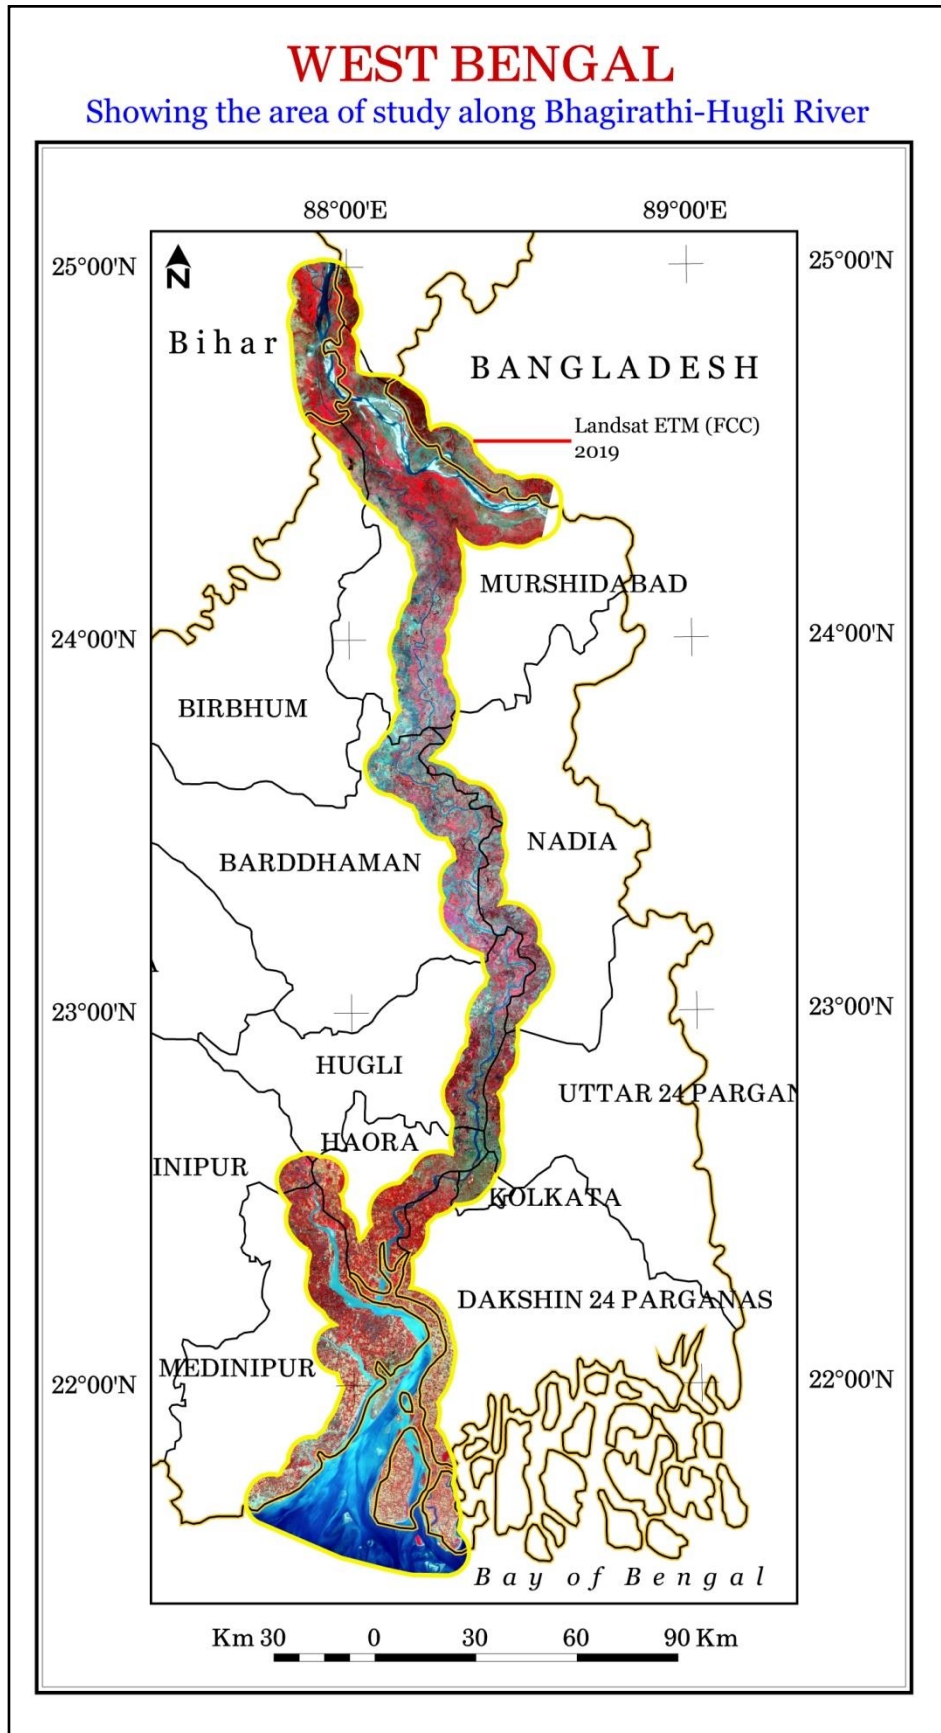 WEST BENGAL
Showing the area of study along Bhagirathi-Hugli River
88°00'E 89°00'E
25°00'N 25°00'N
N
Bihar
BANGLADESH
Landsat ETM (FCC)
2019
MURSHIDABAD
24°00'N 24°00'N
BIRBHUM
NADIA
BARDDHAMAN
23°00'N 23°00'N
HUGLI
UTTAR 24 PARGAN
HAORA
INIPUR
KOLKATA
DAKSHIN 24 PARGANAS
MEDINIPUR
22°00'N 22°00'N
Bay of Bengal
Km 30 0 30 60 90 Km